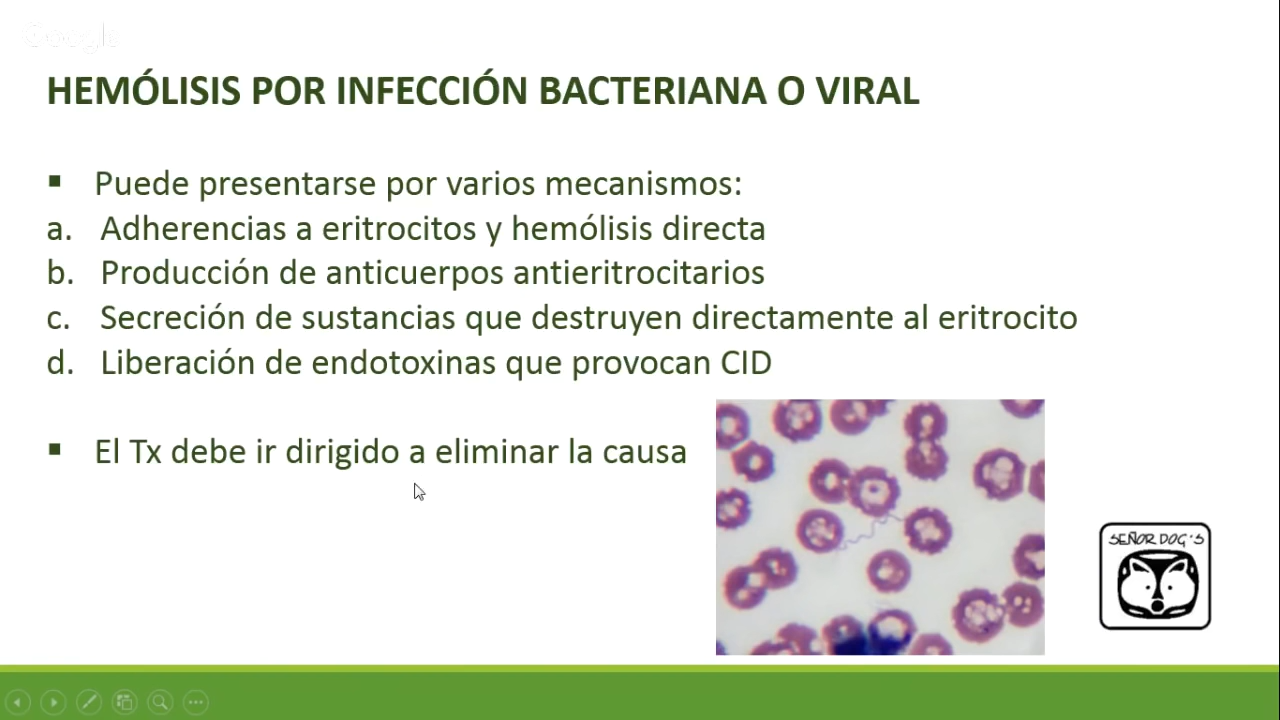 Google
HEMÓLISIS POR INFECCIÓN BACTERIANA O VIRAL
▪ Puede presentarse por varios mecanismos:
a. Adherencias a eritrocitos y hemólisis directa
b. Producción de anticuerpos antieritrocitarios
c. Secreción de sustancias que destruyen directamente al eritrocito
d. Liberación de endotoxinas que provocan CID
▪ El Tx debe ir dirigido a eliminar la causa
SEÑOR DOG'S